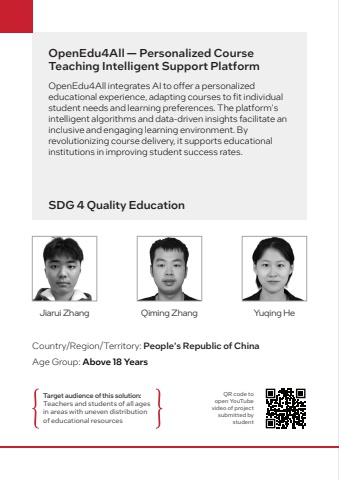 OpenEdu4All — Personalized Course
Teaching Intelligent Support Platform
OpenEdu4All integrates AI to offer a personalized
educational experience, adapting courses to fit individual
student needs and learning preferences. The platform's
intelligent algorithms and data-driven insights facilitate an
inclusive and engaging learning environment. By
revolutionizing course delivery, it supports educational
institutions in improving student success rates.
SDG 4 Quality Education
Jiarui Zhang
Qiming Zhang
Yuqing He
Country/Region/Territory: People's Republic of China
Age Group: Above 18 Years
Target audience of this solution:
Teachers and students of all ages
in areas with uneven distribution
of educational resources
QR code to
open YouTube
video of project
submitted by
student